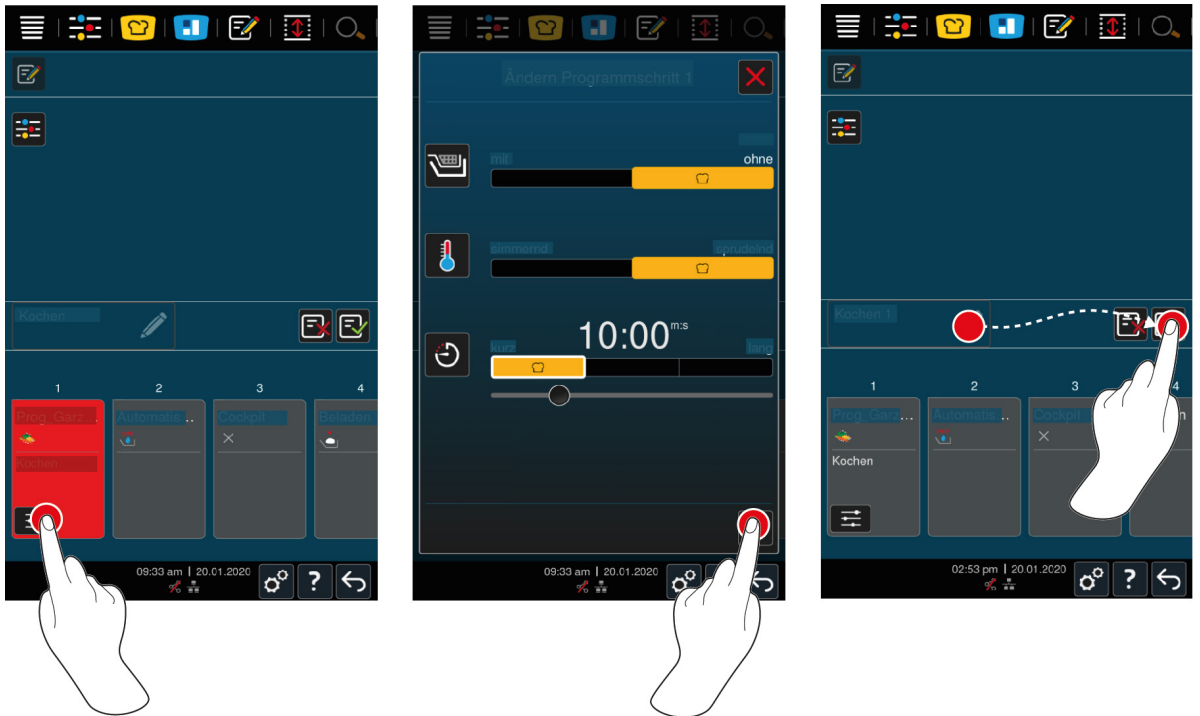 Kochen
1 2 3 4
Prog. Garz... Automatis... Cockpit Beladen
Kochen
09:33 am | 20.01.2020
?
Ändern Programmschritt 1
mit ohne
simmernd sprudelnd
10:00 m:s
kurz lang
09:33 am | 20.01.2020
Kochen 1
1 2 3 4
Prog. Garz... Automatis... Cockpit
Kochen
02:53 pm | 20.01.2020
?